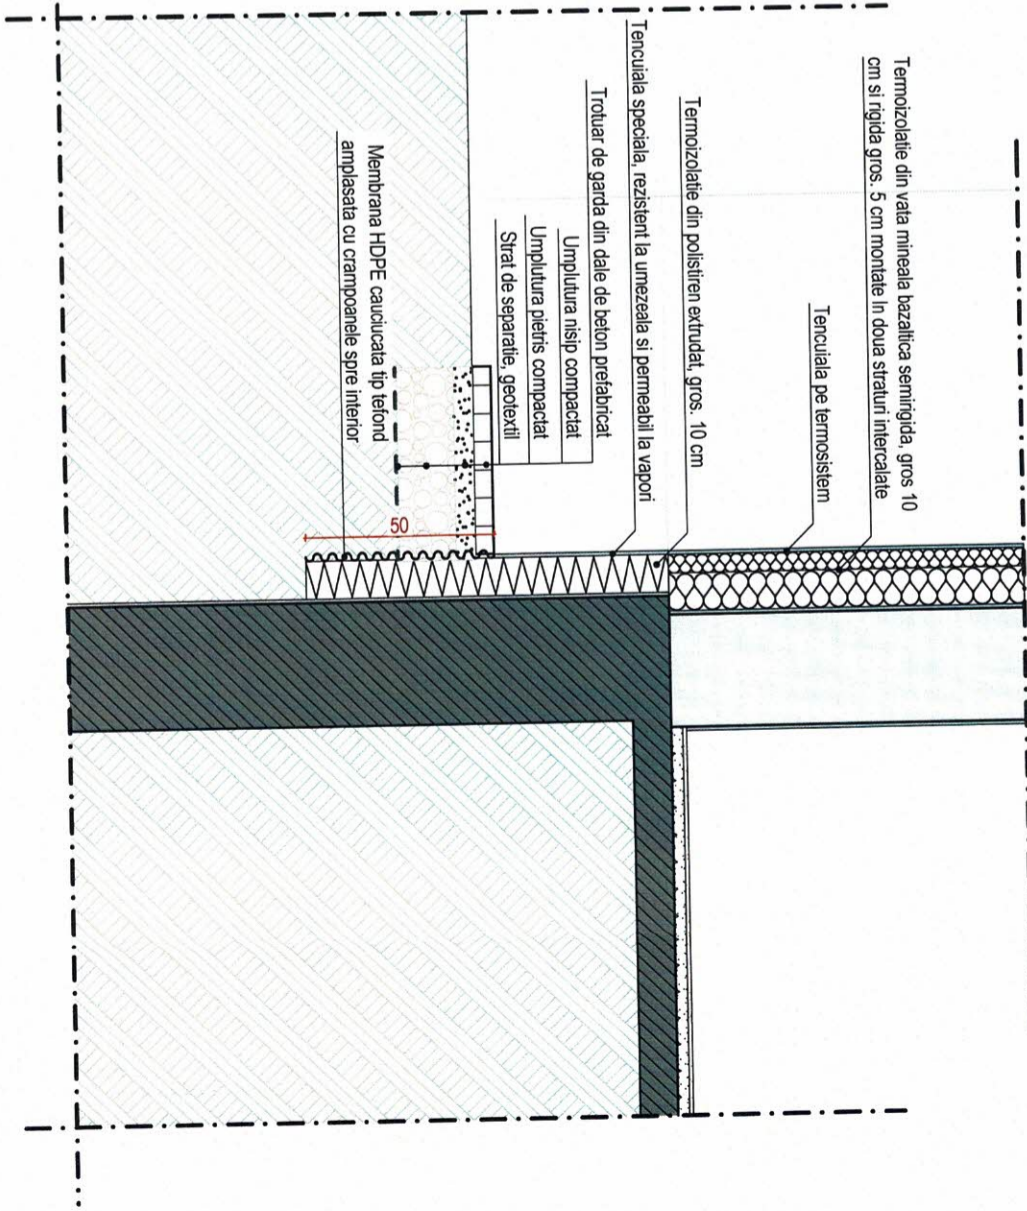 Termoizolatie din vata mineala bazaltica semirigida, gros 10
cm si rigida gros. 5 cm montate in doua straturi intercalate
Tencuiala pe termosistem
Termoizolatie din polistiren extrudat, gros. 10 cm
Tencuiala speciala, rezistent la umezeala si permeabil la vapori
Trotuar de garda din dale de beton prefabricat
Umplutura nisip compactat
Umplutura pietris compactat
Strat de separatie, geotextil
50
Membrana HDPE cauciucata tip tefond
amplasata cu crampoanele spre interior